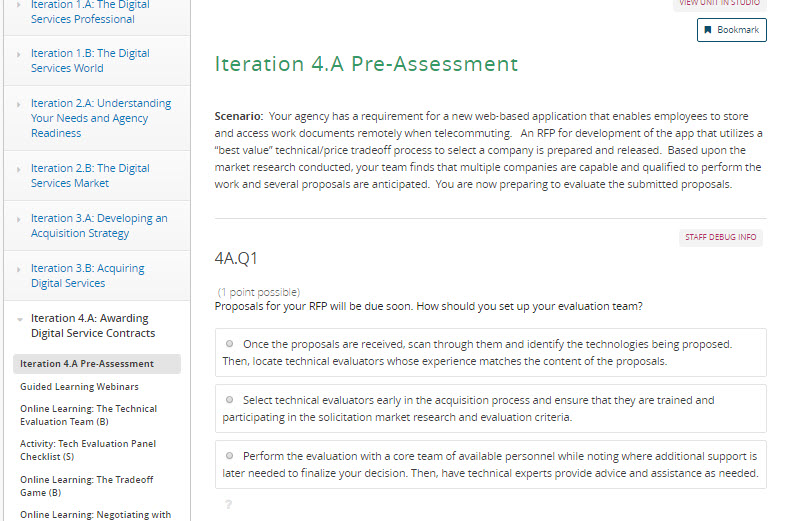 Iteration 1.A: The Digital
Services Professional
Iteration 1.B: The Digital
Services World
Iteration 2.A: Understanding
Your Needs and Agency
Readiness
Iteration 2.B: The Digital
Services Market
Iteration 3.A: Developing an
Acquisition Strategy
Iteration 3.B: Acquiring
Digital Services
Iteration 4.A: Awarding
Digital Service Contracts
Iteration 4.A Pre-Assessment
Guided Learning Webinars
Online Learning: The Technical
Evaluation Team (B)
Activity: Tech Evaluation Panel
Checklist (S)
Online Learning: The Tradeoff
Game (B)
Online Learning: Negotiating with
VIEW UNIT IN STUDIO
Bookmark
Iteration 4.A Pre-Assessment
Scenario: Your agency has a requirement for a new web-based application that enables employees to store
and access work documents remotely when telecommuting. An RFP for development of the app that utilizes a
“best value” technical/price tradeoff process to select a company is prepared and released. Based upon the
market research conducted, your team finds that multiple companies are capable and qualified to perform the
work and several proposals are anticipated. You are now preparing to evaluate the submitted proposals.
STAFF DEBUG INFO
4A.Q1
(1 point possible)
Proposals for your RFP will be due soon. How should you set up your evaluation team?
Once the proposals are received, scan through them and identify the technologies being proposed.
Then, locate technical evaluators whose experience matches the content of the proposals.
Select technical evaluators early in the acquisition process and ensure that they are trained and
participating in the solicitation market research and evaluation criteria.
Perform the evaluation with a core team of available personnel while noting where additional support is
later needed to finalize your decision. Then, have technical experts provide advice and assistance as needed.
?